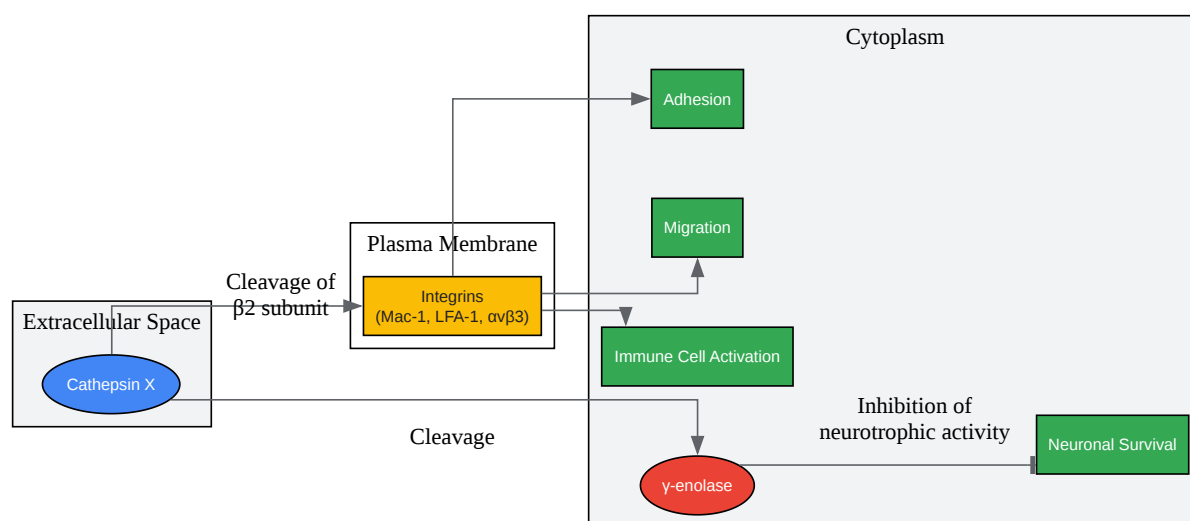 Cytoplasm
Adhesion
Migration
Plasma Membrane
Cleavage of
β2 subunit
Integrins
(Mac-1, LFA-1, αvβ3)
Extracellular Space
Immune Cell Activation
Cathepsin X
Cleavage
Inhibition of
neurotrophic activity
Neuronal Survival
γ-enolase